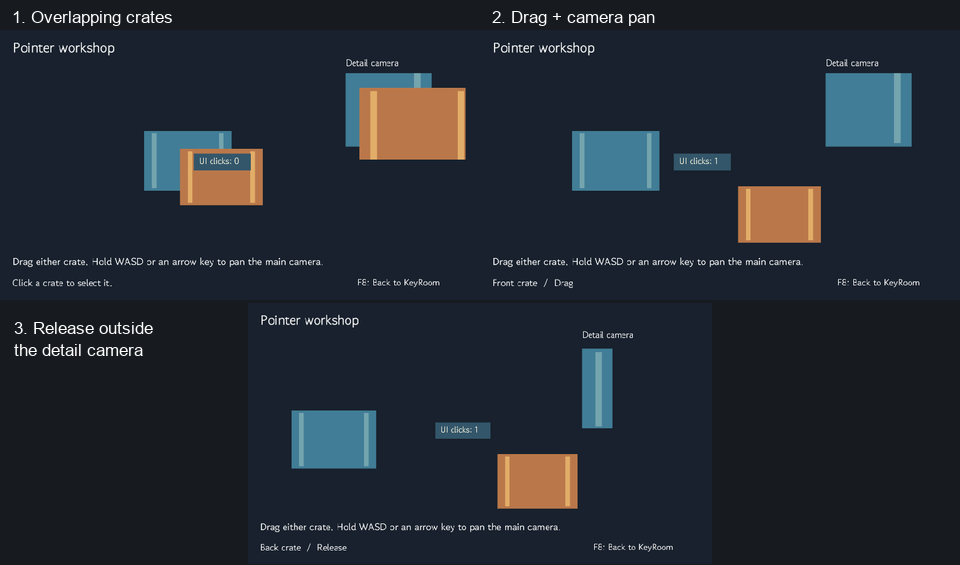 1. Overlapping crates
Pointer workshop
Detail camera
UI clicks: 0
Drag either crate. Hold WASD or an arrow key to pan the main camera.
Click a crate to select it.
F8: Back to KeyRoom
2. Drag + camera pan
Pointer workshop
Detail camera
UI clicks: 1
Drag either crate. Hold WASD or an arrow key to pan the main camera.
Front crate / Drag
F8: Back to KeyRoom
3. Release outside
the detail camera
Pointer workshop
Detail camera
UI clicks: 1
Drag either crate. Hold WASD or an arrow key to pan the main camera.
Back crate / Release
F8: Back to KeyRoom